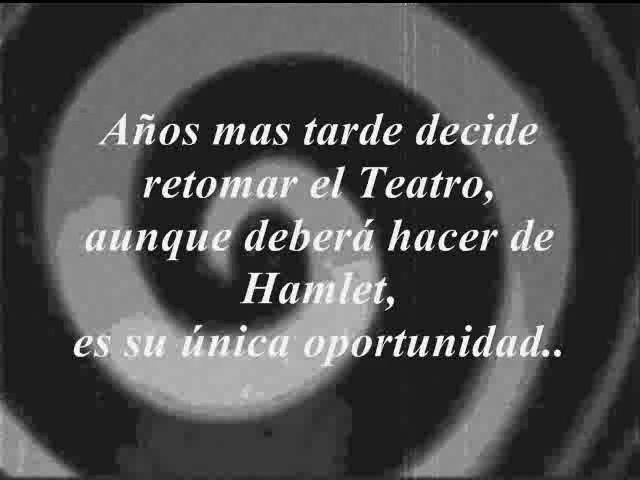 Años mas tarde decide
retomar el Teatro,
aunque deberá hacer de
Hamlet,
es su única oportunidad..